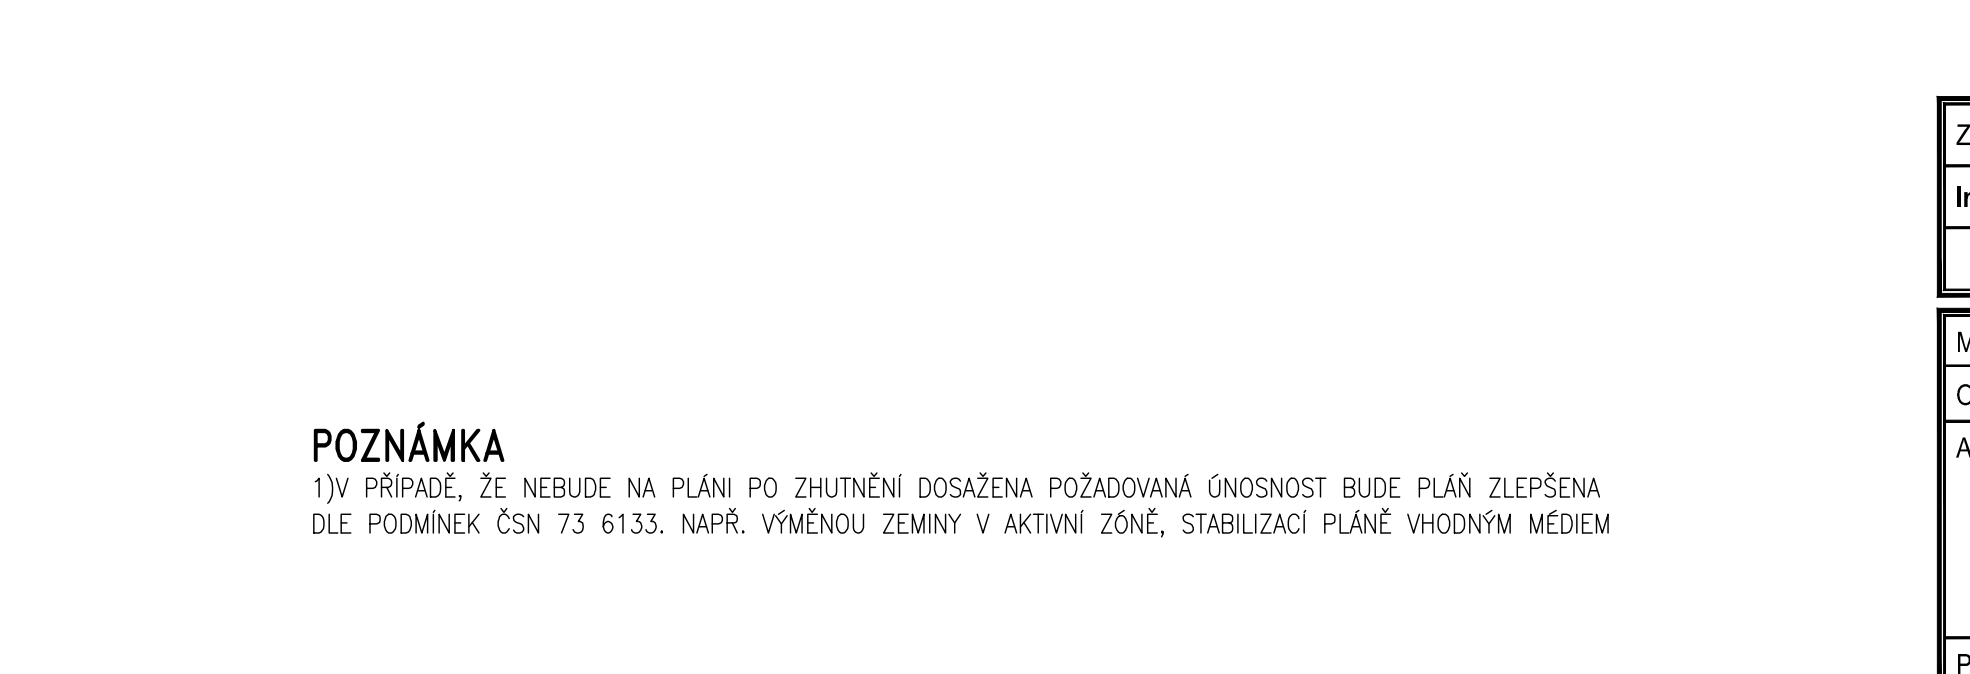 POZNÁMKA
1)V PŘÍPADĚ, ŽE NEBUDE NA PLÁNI PO ZHUTNĚNÍ DOSAŽENA POŽADOVANÁ ÚNOSNOST BUDE PLÁŇ ZLEPŠENA
DLE PODMÍNEK ČSN 73 6133. NAPŘ. VÝMĚNOU ZEMINY V AKTIVNÍ ZÓNĚ, STABILIZACÍ PLÁNĚ VHODNÝM MÉDIEM